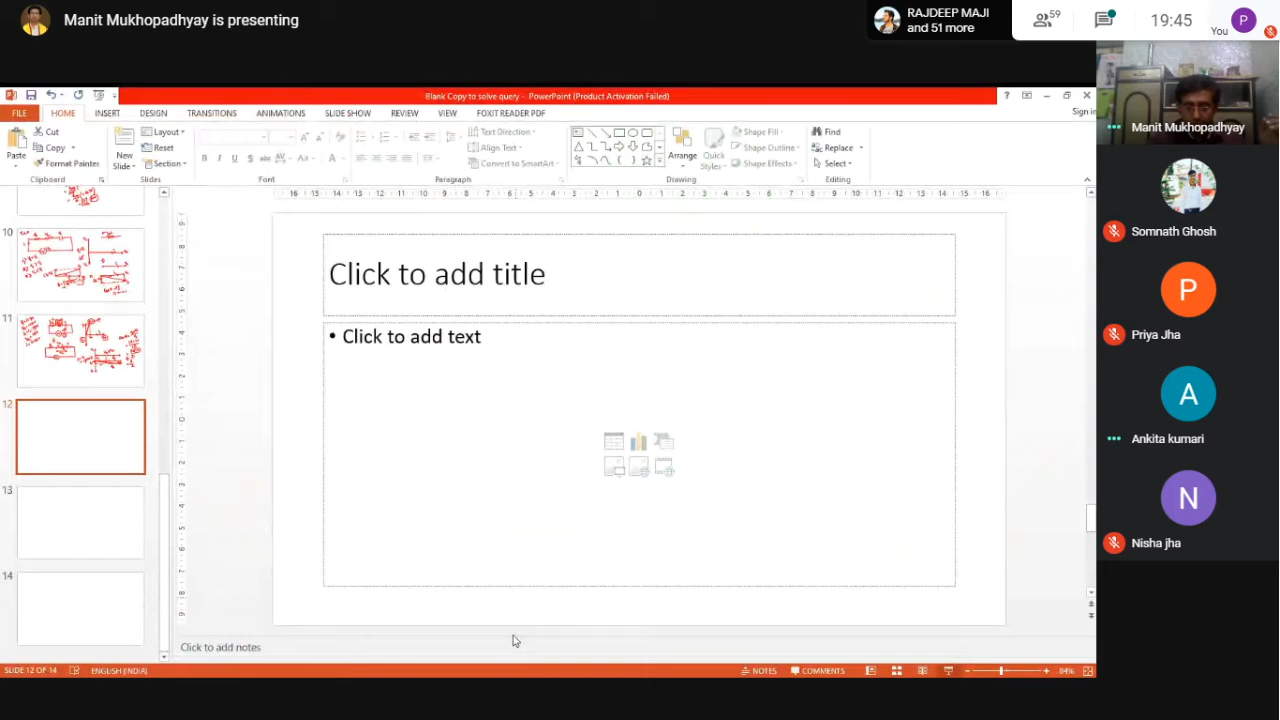 Manit Mukhopadhyay is presenting
RAJDEEP MAJI
and 51 more
59
19:45
You
P
Blank Copy to solve query - PowerPoint (Product Activation Failed)
Sign in
FILE HOME INSERT DESIGN TRANSITIONS ANIMATIONS SLIDE SHOW REVIEW VIEW FOXIT READER PDF
Paste
Cut
Copy
Format Painter
Clipboard
New
Slide
Layout
Reset
Section
Slides
Font
Text Direction
Align Text
Convert to SmartArt
Paragraph
Arrange
Quick
Styles
Shape Fill
Shape Outline
Shape Effects
Drawing
Find
Replace
Select
Editing
10
11
12
13
14
Click to add title
• Click to add text
Click to add notes
SLIDE 12 OF 14 ENGLISH (INDIA) NOTES COMMENTS 84%
Manit Mukhopadhyay
Somnath Ghosh
P
Priya Jha
A
Ankita kumari
N
Nisha jha